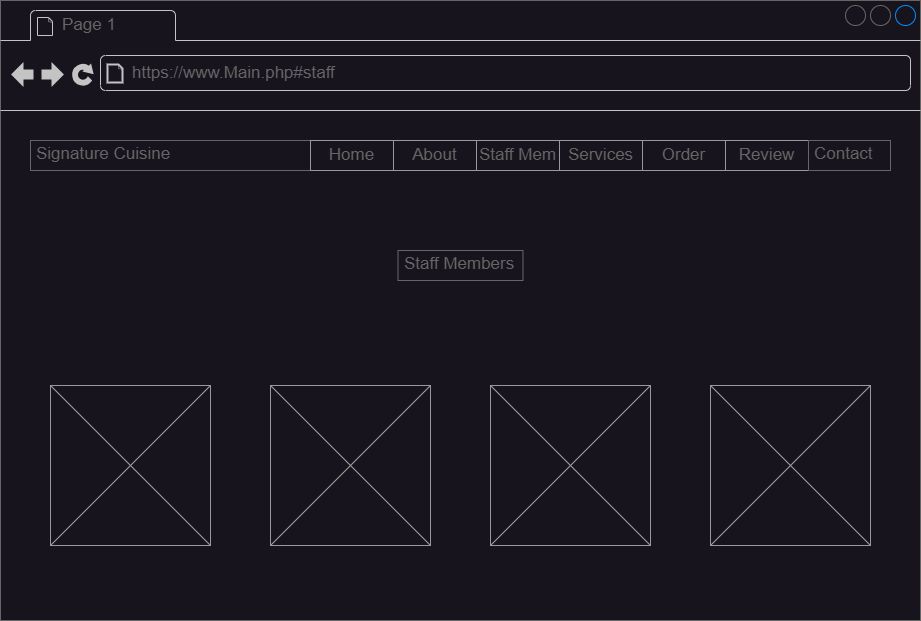 Page 1
https://www.Main.php#staff
Signature Cuisine Home About Staff Mem Services Order Review Contact
Staff Members